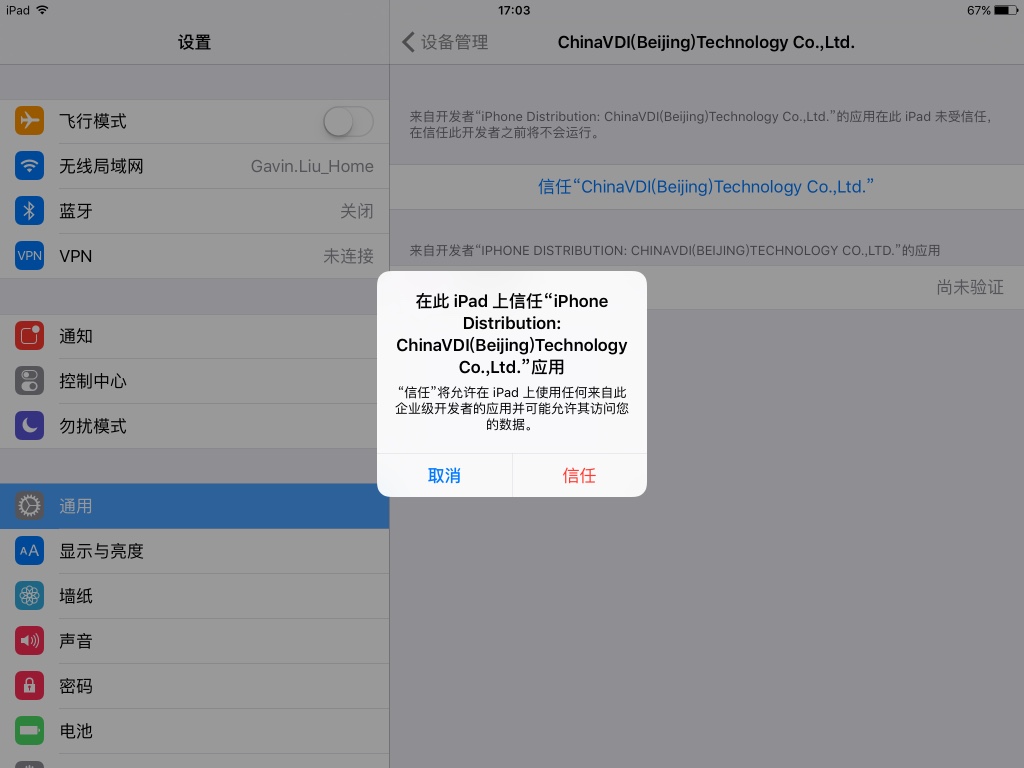 iPad
17:03
67%
设置
设备管理
ChinaVDI(Beijing)Technology Co.,Ltd.
飞行模式
无线局域网
Gavin.Liu_Home
蓝牙
关闭
VPN
VPN
未连接
通知
控制中心
勿扰模式
通用
AA
显示与亮度
墙纸
声音
密码
电池
来自开发者“iPhone Distribution: ChinaVDI(Beijing)Technology Co.,Ltd.”的应用在此 iPad 未受信任,
在信任此开发者之前将不会运行。
信任“ChinaVDI(Beijing)Technology Co.,Ltd.”
来自开发者“IPHONE DISTRIBUTION: CHINAVDI(BEIJING)TECHNOLOGY CO.,LTD.”的应用
尚未验证
在此 iPad 上信任“iPhone
Distribution:
ChinaVDI(Beijing)Technology
Co.,Ltd.”应用
“信任”将允许在 iPad 上使用任何来自此
企业级开发者的应用并可能允许其访问您
的数据。
取消
信任